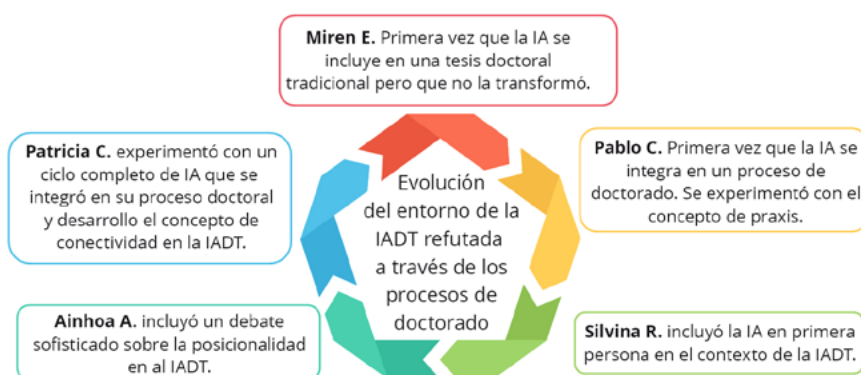 Miren E. Primera vez que la IA se
incluye en una tesis doctoral
tradicional pero que no la transformó.
Patricia C. experimentó con un
ciclo completo de IA que se
integró en su proceso doctoral
y desarrollo el concepto de
conectividad en la IADT.
Pablo C. Primera vez que la IA se
integra en un proceso de
doctorado. Se experimentó con el
concepto de praxis.
Evolución
del entorno de la
IADT refutada
a través de los
procesos de
doctorado
Ainhoa A. incluyó un debate
sofisticado sobre la posicionalidad
en al IADT.
Silvina R. incluyó la IA en primera
persona en el contexto de la IADT.